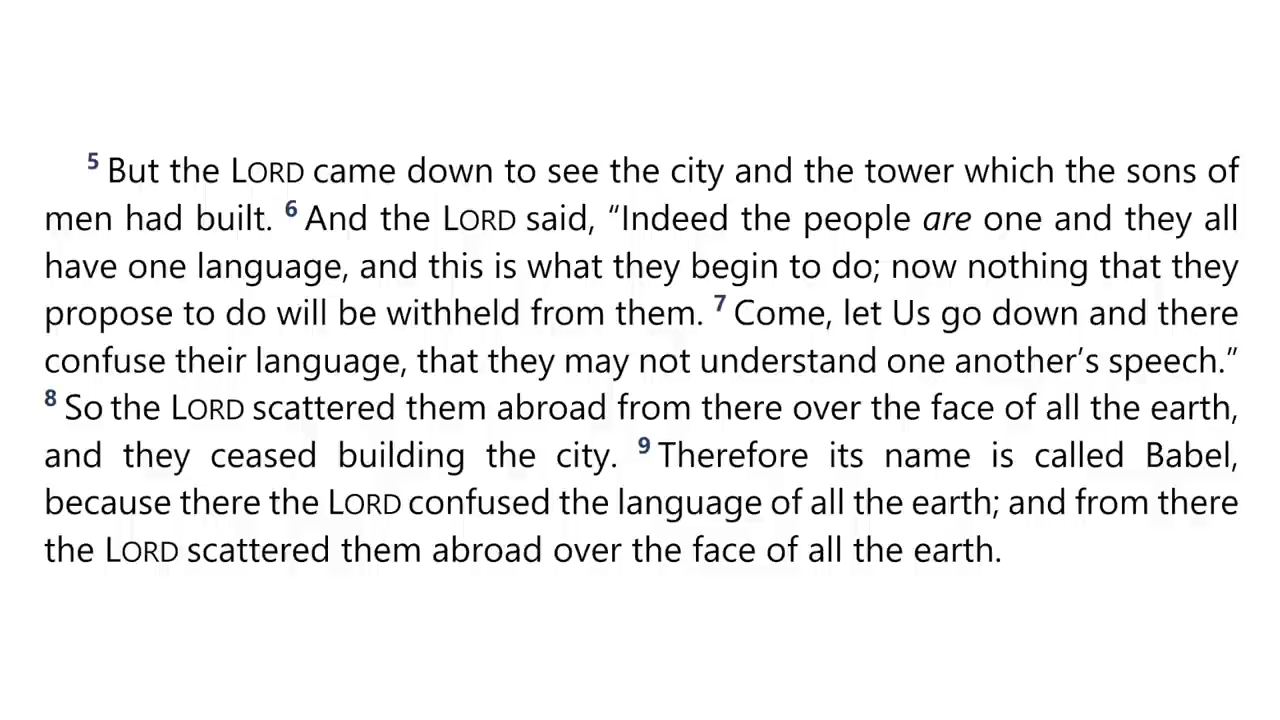 5 But the LORD came down to see the city and the tower which the sons of
men had built. 6 And the LORD said, “Indeed the people are one and they all
have one language, and this is what they begin to do; now nothing that they
propose to do will be withheld from them. 7 Come, let Us go down and there
confuse their language, that they may not understand one another’s speech.”
8 So the LORD scattered them abroad from there over the face of all the earth,
and they ceased building the city. 9 Therefore its name is called Babel,
because there the LORD confused the language of all the earth; and from there
the LORD scattered them abroad over the face of all the earth.